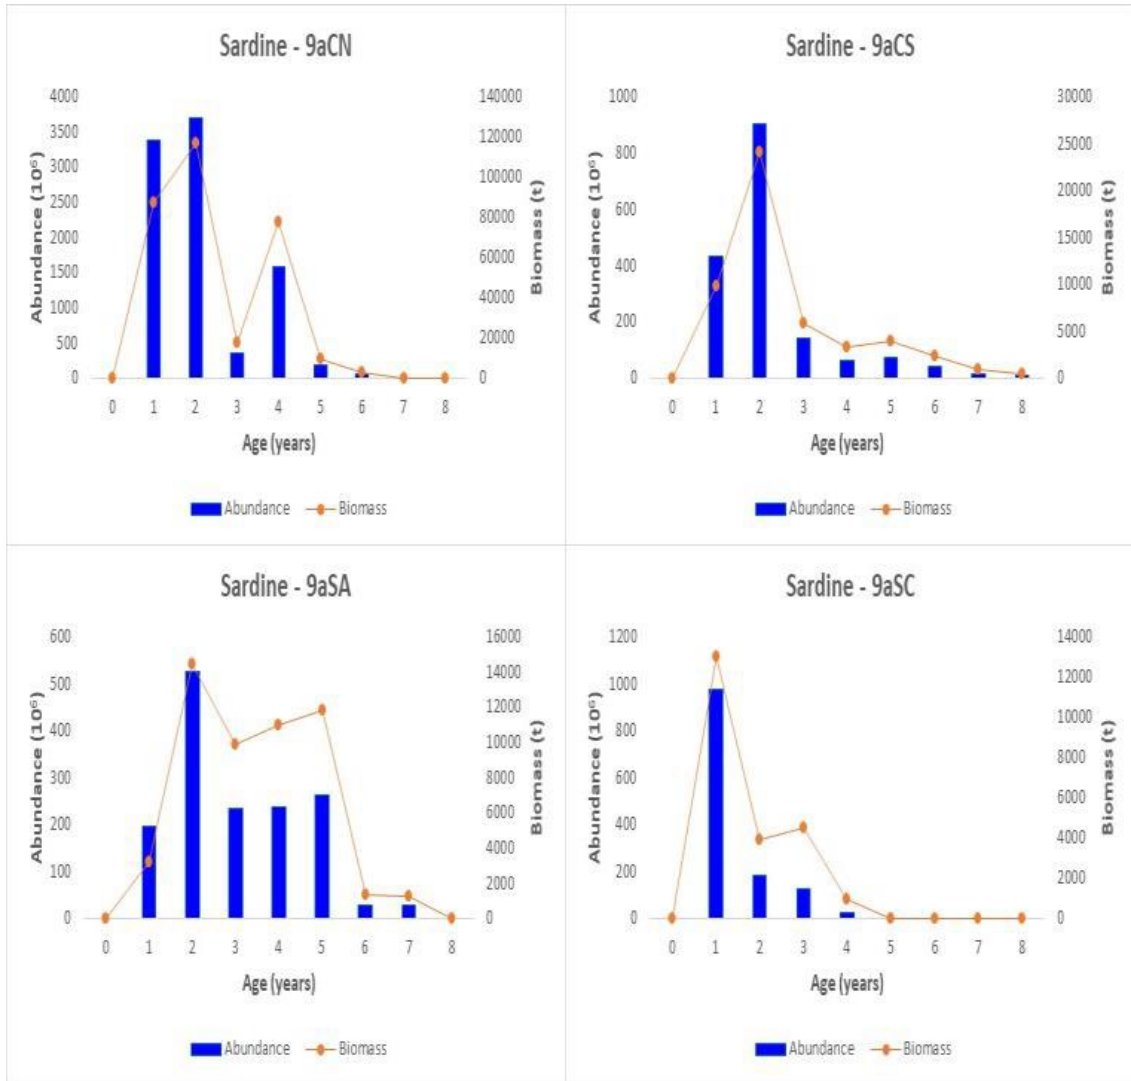 Sardine - 9aCN
4000
3500
3000
2500
2000
1500
1000
500
0
Abundance (10⁶)
140000
120000
100000
80000
60000
40000
20000
0
Biomass (t)
0 1 2 3 4 5 6 7 8
Age (years)
Abundance Biomass
Sardine - 9aCS
1000
800
600
400
200
0
Abundance (10⁶)
30000
25000
20000
15000
10000
5000
0
Biomass (t)
0 1 2 3 4 5 6 7 8
Age (years)
Abundance Biomass
Sardine - 9aSA
600
500
400
300
200
100
0
Abundance (10⁶)
16000
14000
12000
10000
8000
6000
4000
2000
0
Biomass (t)
0 1 2 3 4 5 6 7 8
Age (years)
Abundance Biomass
Sardine - 9aSC
1200
1000
800
600
400
200
0
Abundance (10⁶)
14000
12000
10000
8000
6000
4000
2000
0
Biomass (t)
0 1 2 3 4 5 6 7 8
Age (years)
Abundance Biomass